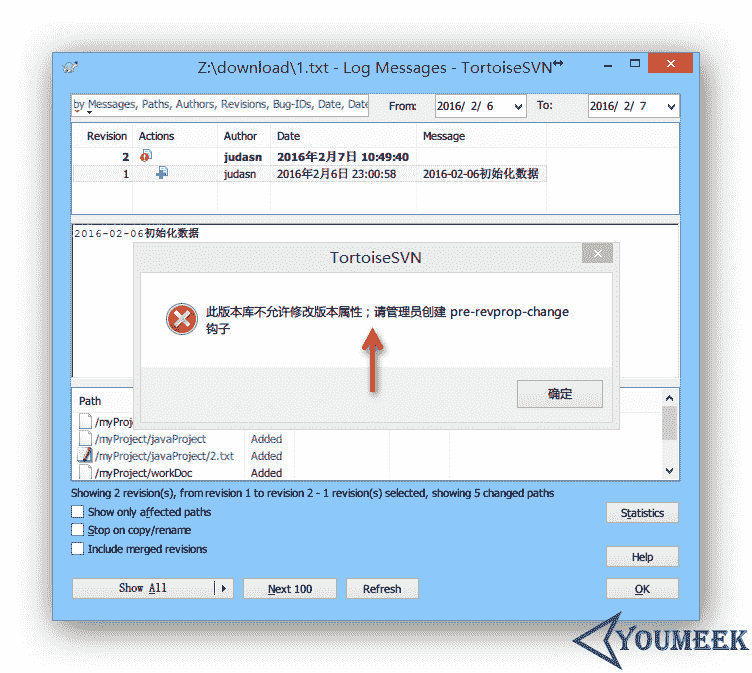 Z:\download\1.txt - Log Messages - TortoiseSVN
by Messages, Paths, Authors, Revisions, Bug-IDs, Date, Date
From: 2016/ 2/ 6 To: 2016/ 2/ 7
Revision Actions Author Date Message
2 judasn 2016年2月7日 10:49:40
1 judasn 2016年2月6日 23:00:58 2016-02-06初始化数据
2016-02-06初始化数据
TortoiseSVN
此版本库不允许修改版本属性；请管理员创建 pre-revprop-change
钩子
确定
Path
/myProj
/myProject/javaProject Added
/myProject/javaProject/2.txt Added
/myProject/workDoc Added
Showing 2 revision(s), from revision 1 to revision 2 - 1 revision(s) selected, showing 5 changed paths
Show only affected paths
Statistics
Stop on copy/rename
Include merged revisions
Help
Show All Next 100 Refresh OK
YOUMEEK